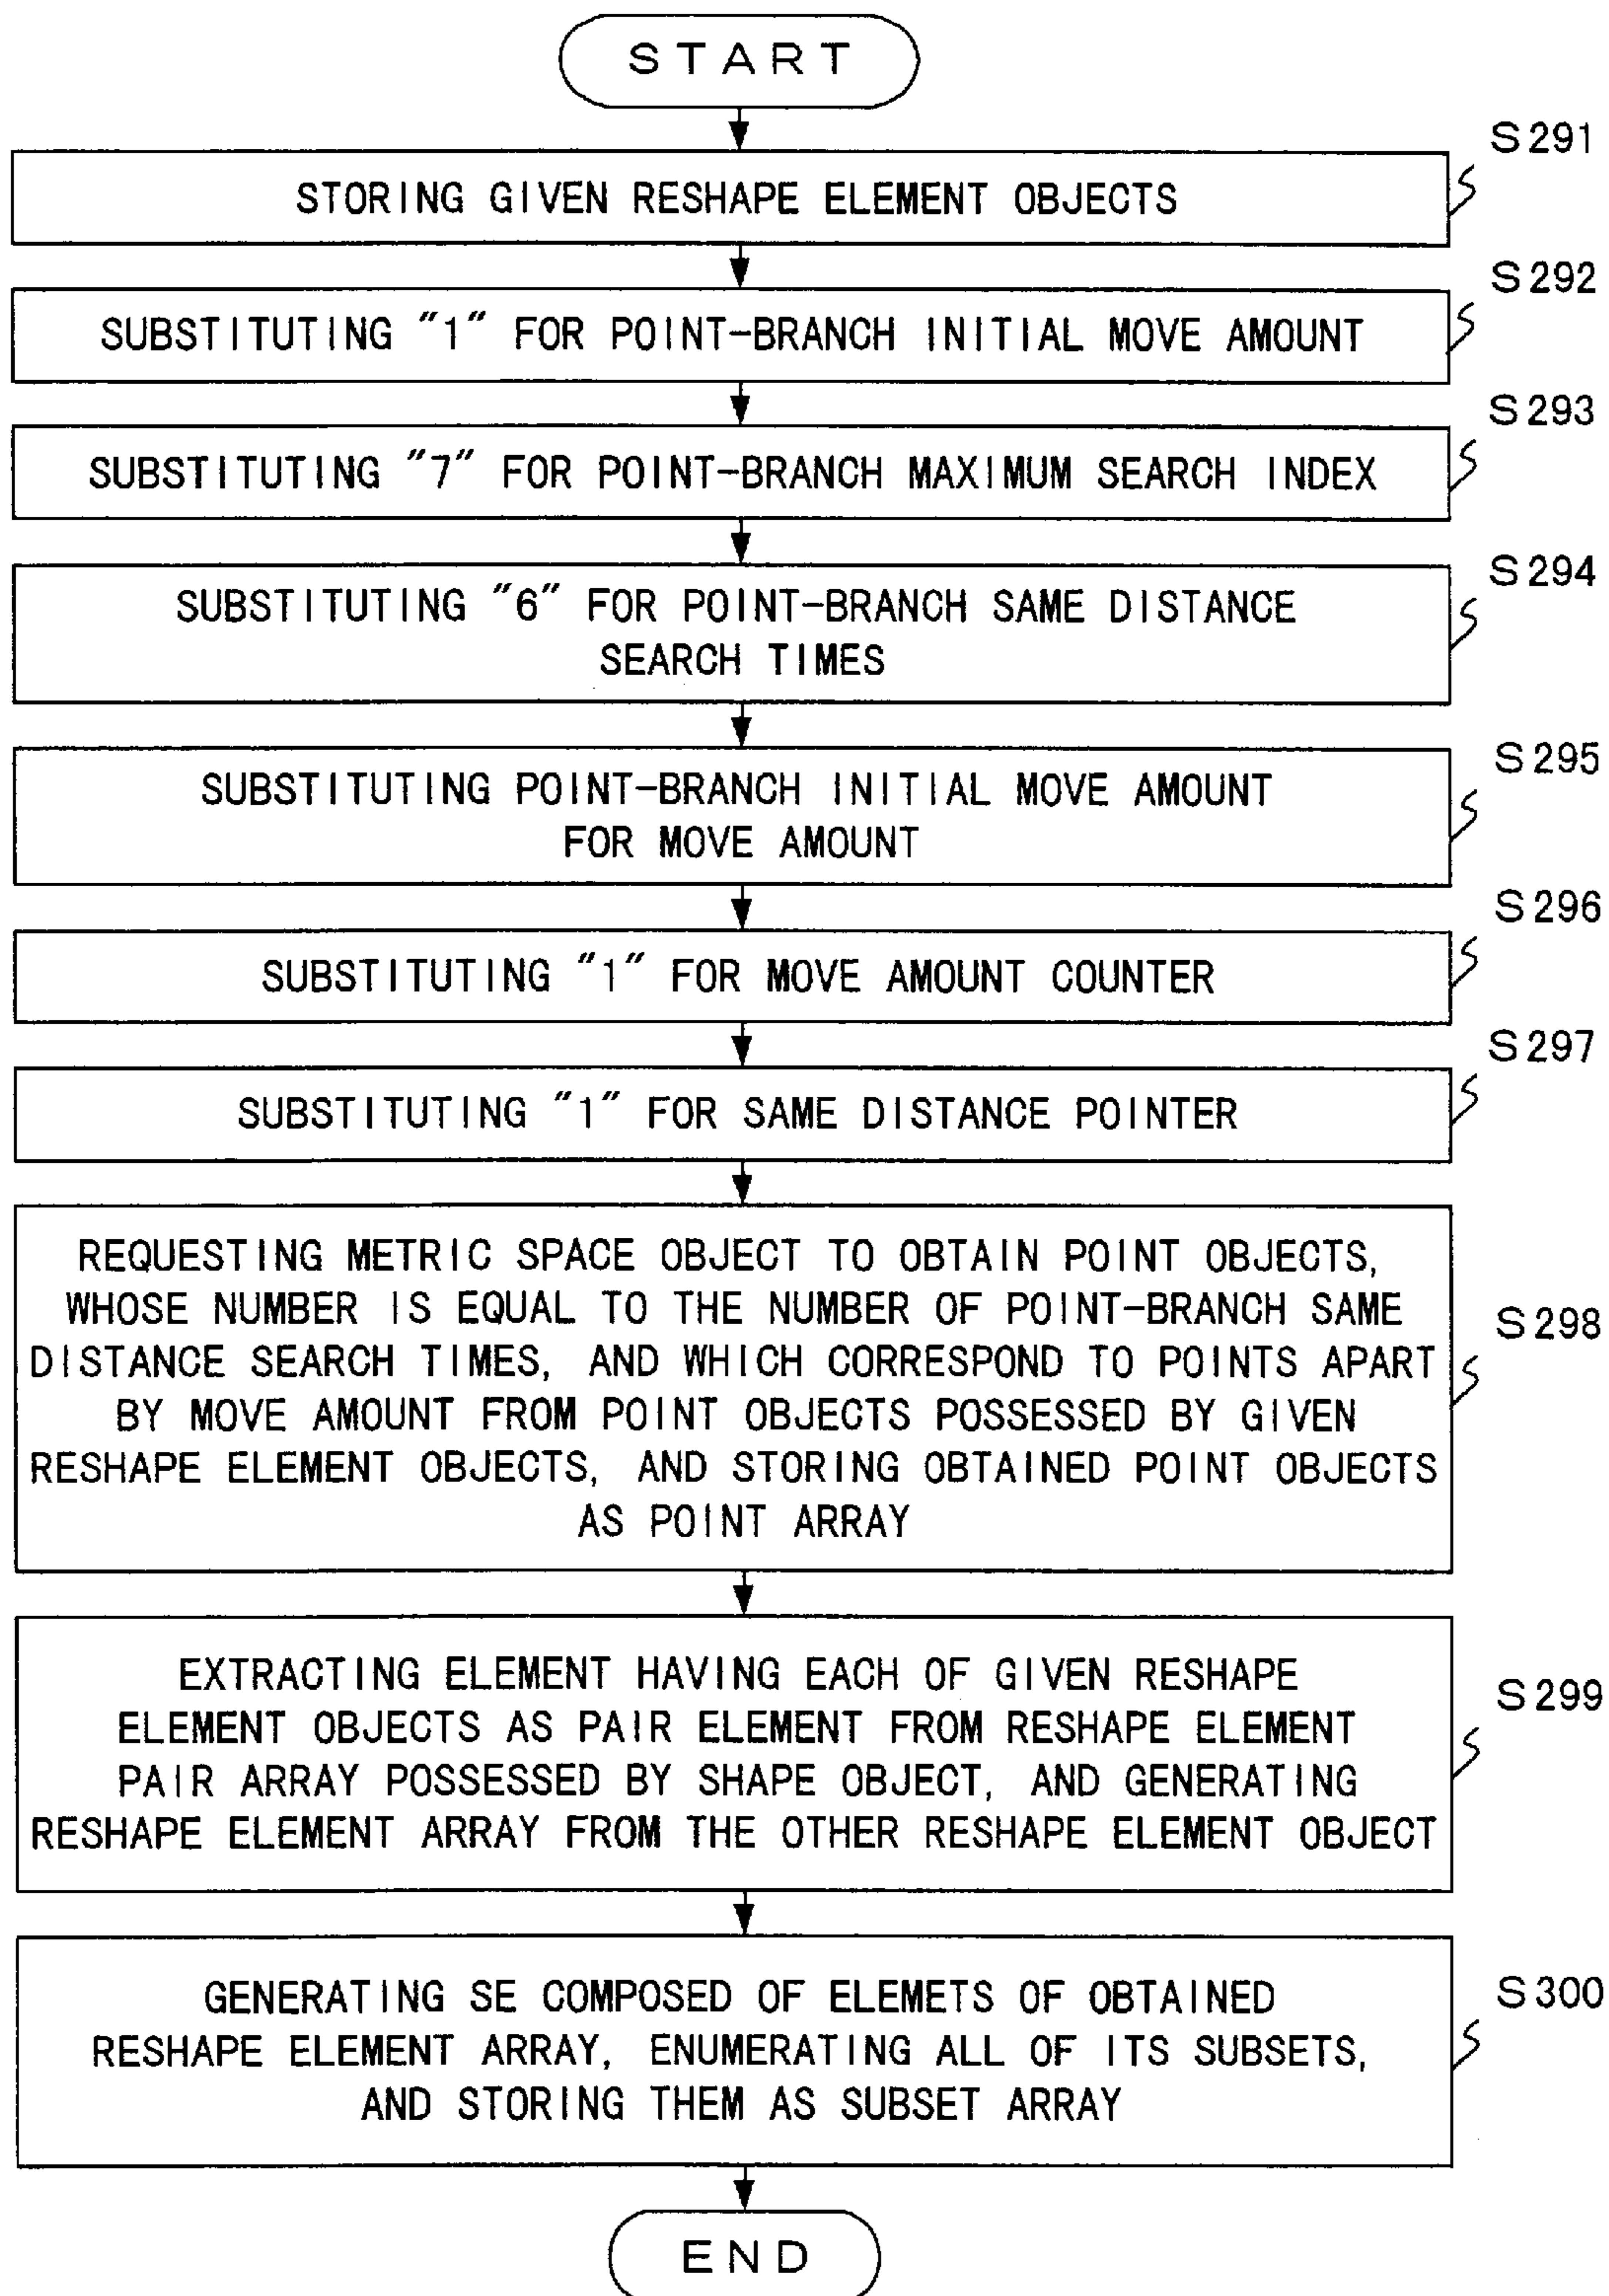 START
S291
STORING GIVEN RESHAPE ELEMENT OBJECTS
S292
SUBSTITUTING "1" FOR POINT-BRANCH INITIAL MOVE AMOUNT
S293
SUBSTITUTING "7" FOR POINT-BRANCH MAXIMUM SEARCH INDEX
S294
SUBSTITUTING "6" FOR POINT-BRANCH SAME DISTANCE
SEARCH TIMES
S295
SUBSTITUTING POINT-BRANCH INITIAL MOVE AMOUNT
FOR MOVE AMOUNT
S296
SUBSTITUTING "1" FOR MOVE AMOUNT COUNTER
S297
SUBSTITUTING "1" FOR SAME DISTANCE POINTER
S298
REQUESTING METRIC SPACE OBJECT TO OBTAIN POINT OBJECTS,
WHOSE NUMBER IS EQUAL TO THE NUMBER OF POINT-BRANCH SAME
DISTANCE SEARCH TIMES, AND WHICH CORRESPOND TO POINTS APART
BY MOVE AMOUNT FROM POINT OBJECTS POSSESSED BY GIVEN
RESHAPE ELEMENT OBJECTS, AND STORING OBTAINED POINT OBJECTS
AS POINT ARRAY
S299
EXTRACTING ELEMENT HAVING EACH OF GIVEN RESHAPE
ELEMENT OBJECTS AS PAIR ELEMENT FROM RESHAPE ELEMENT
PAIR ARRAY POSSESSED BY SHAPE OBJECT, AND GENERATING
RESHAPE ELEMENT ARRAY FROM THE OTHER RESHAPE ELEMENT OBJECT
S300
GENERATING SE COMPOSED OF ELEMETS OF OBTAINED
RESHAPE ELEMENT ARRAY, ENUMERATING ALL OF ITS SUBSETS,
AND STORING THEM AS SUBSET ARRAY
END